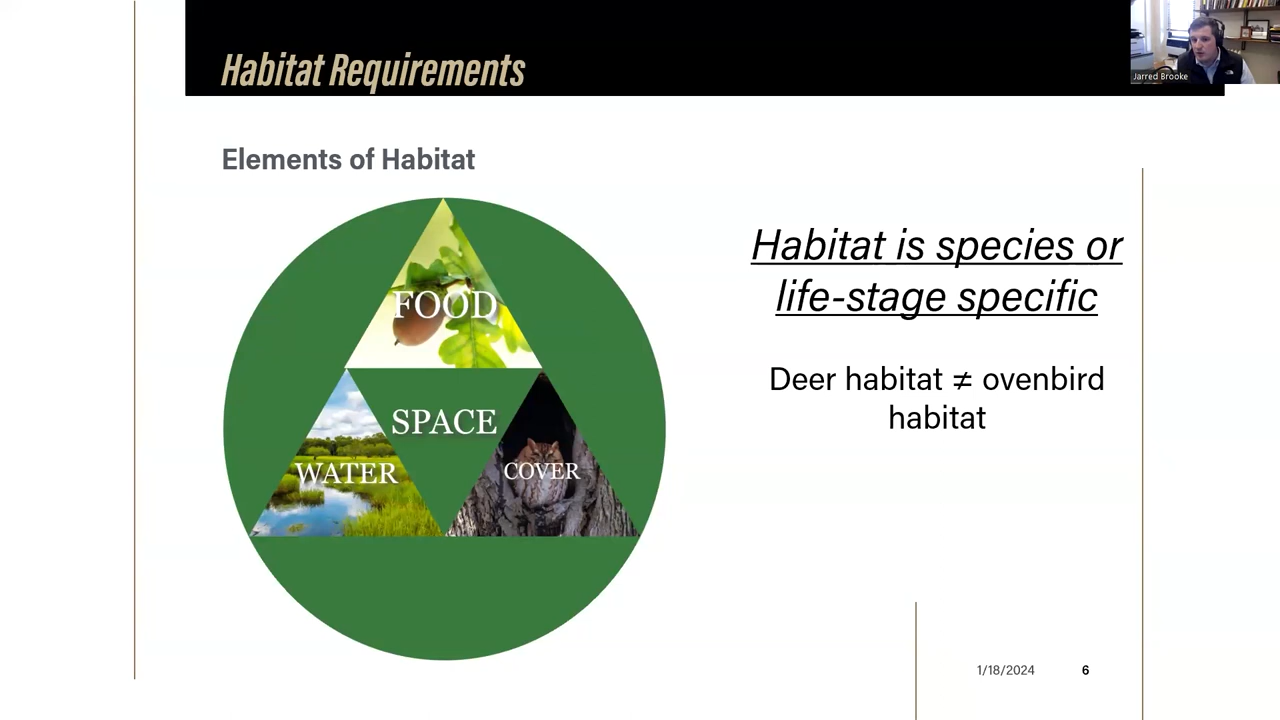 Habitat Requirements
Jarred Brooke
Elements of Habitat
FOOD
SPACE
WATER
COVER
Habitat is species or
life-stage specific
Deer habitat ≠ ovenbird
habitat
1/18/2024
6